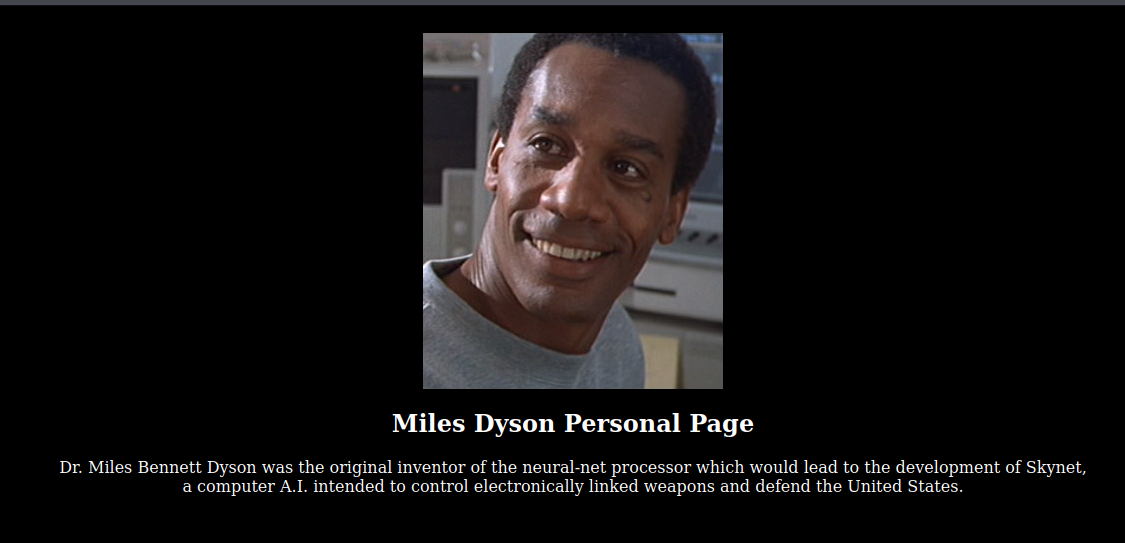 Miles Dyson Personal Page
Dr. Miles Bennett Dyson was the original inventor of the neural-net processor which would lead to the development of Skynet,
a computer A.I. intended to control electronically linked weapons and defend the United States.